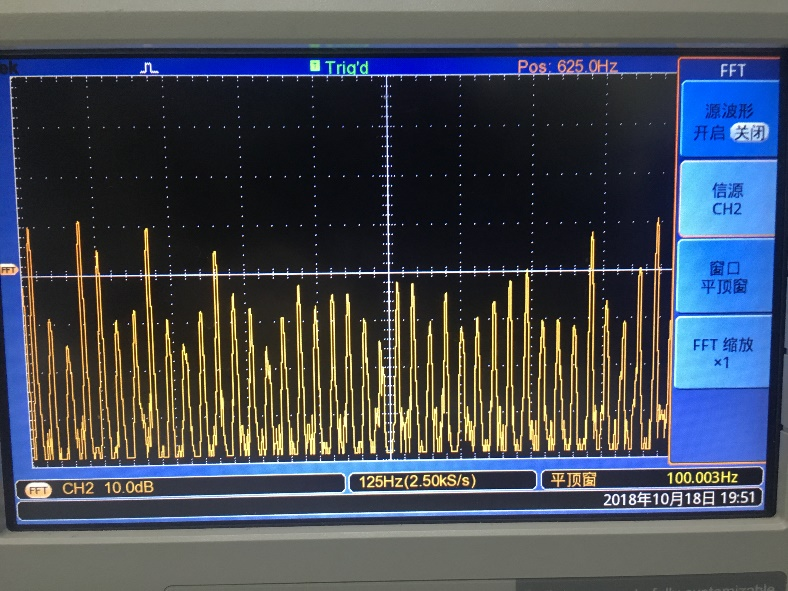 ek
T Trig'd
Pos: 625.0Hz
FFT
源波形
开启 关闭
信源
CH2
FFT
窗口
平顶窗
FFT 缩放
×1
FFT CH2 10.0dB
125Hz(2.50kS/s)
平顶窗 100.003Hz
2018年10月18日 19:51